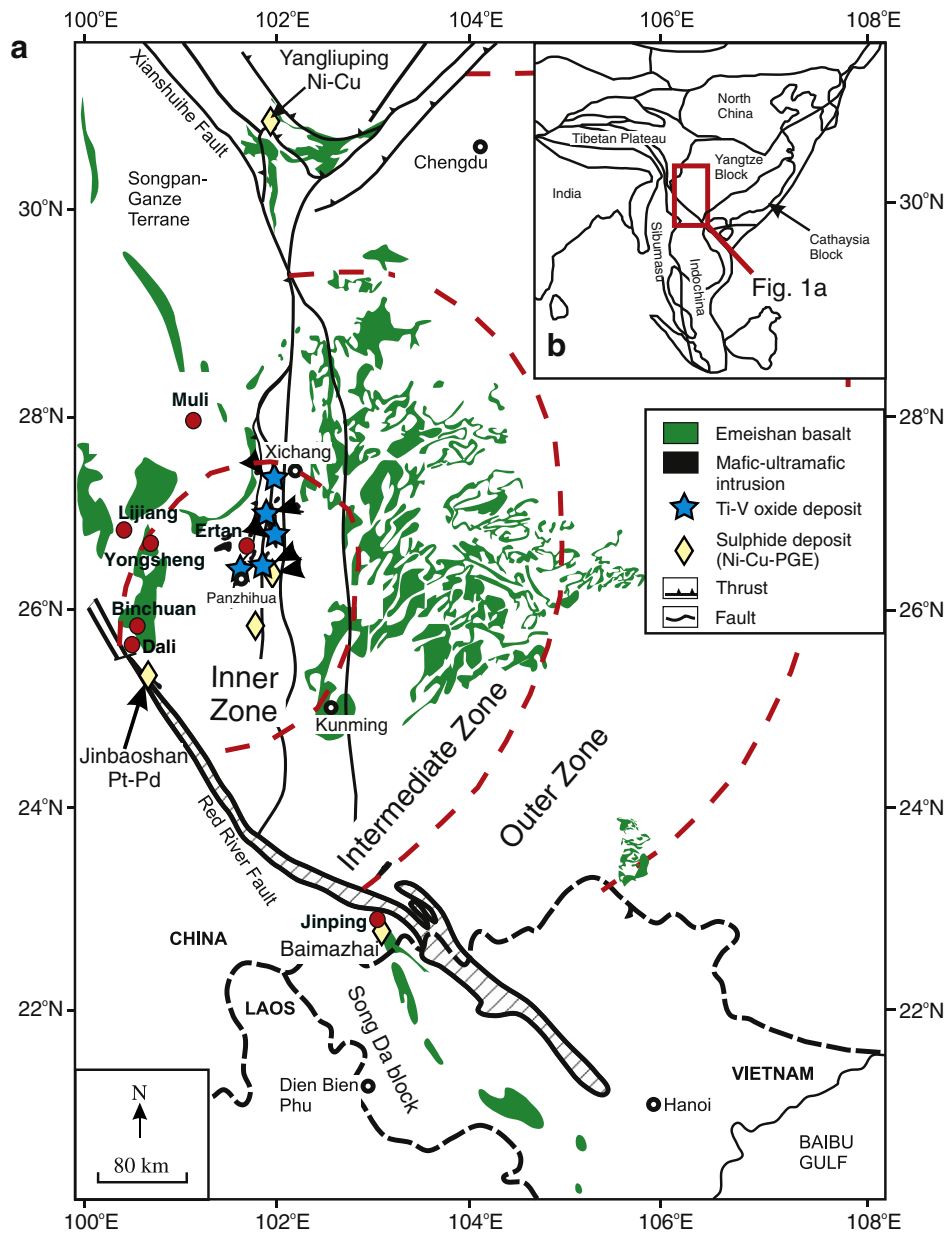 a
100°E
102°E
104°E
106°E
108°E
Yangliuping
Ni-Cu
Xianshuihe Fault
Songpan-
Ganze
Terrane
Chengdu
30°N
30°N
North
China
Tibetan Plateau
Yangtze
Block
India
Sibumasu
Indochina
Cathaysia
Block
Fig. 1a
b
28°N
28°N
Muli
Xichang
Lijiang
Ertan
Yongsheng
Panzhihua
Emeishan basalt
Mafic-ultramafic
intrusion
Ti-V oxide deposit
Sulphide deposit
(Ni-Cu-PGE)
Thrust
Fault
26°N
26°N
Binchuan
Dali
Inner
Zone
Kunming
Jinbaoshan
Pt-Pd
Intermediate Zone
Outer Zone
24°N
24°N
Red River Fault
Jinping
Baimazhai
CHINA
LAOS
22°N
22°N
Song Da block
Dien Bien
Phu
VIETNAM
Hanoi
BAIBU
GULF
N
80 km
100°E
102°E
104°E
106°E
108°E